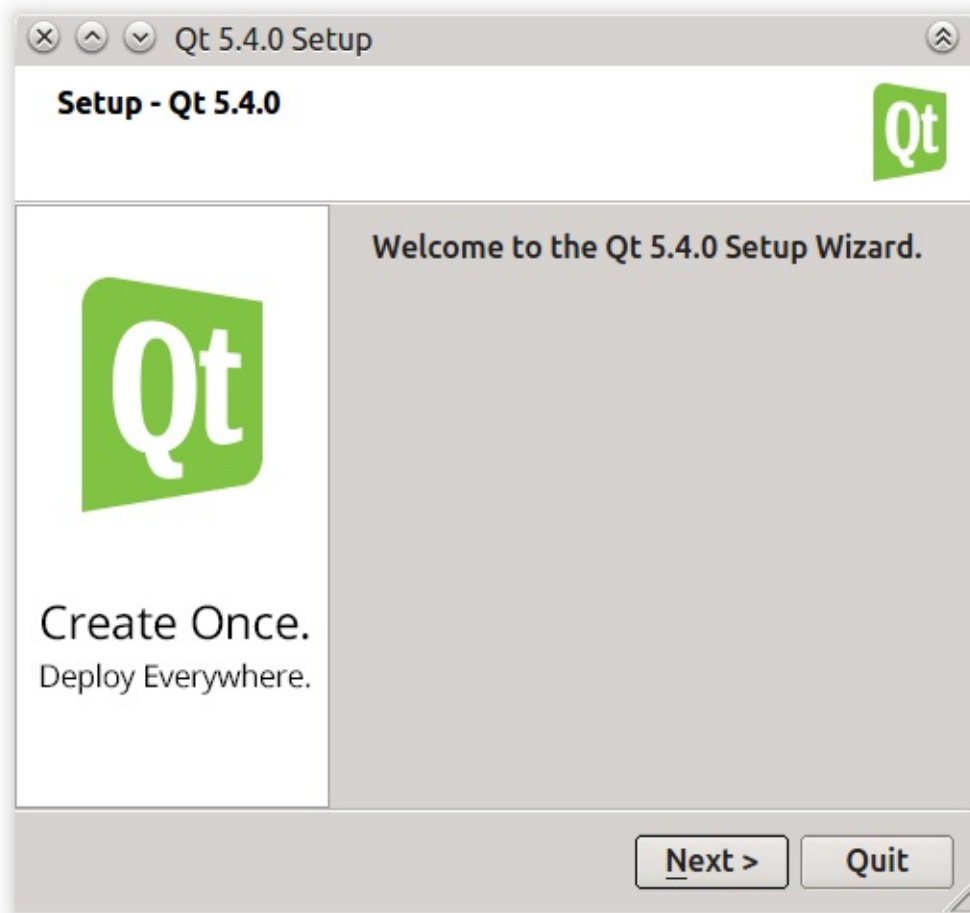 Qt 5.4.0 Setup
Setup - Qt 5.4.0
Qt
Welcome to the Qt 5.4.0 Setup Wizard.
Qt
Create Once.
Deploy Everywhere.
Next >
Quit